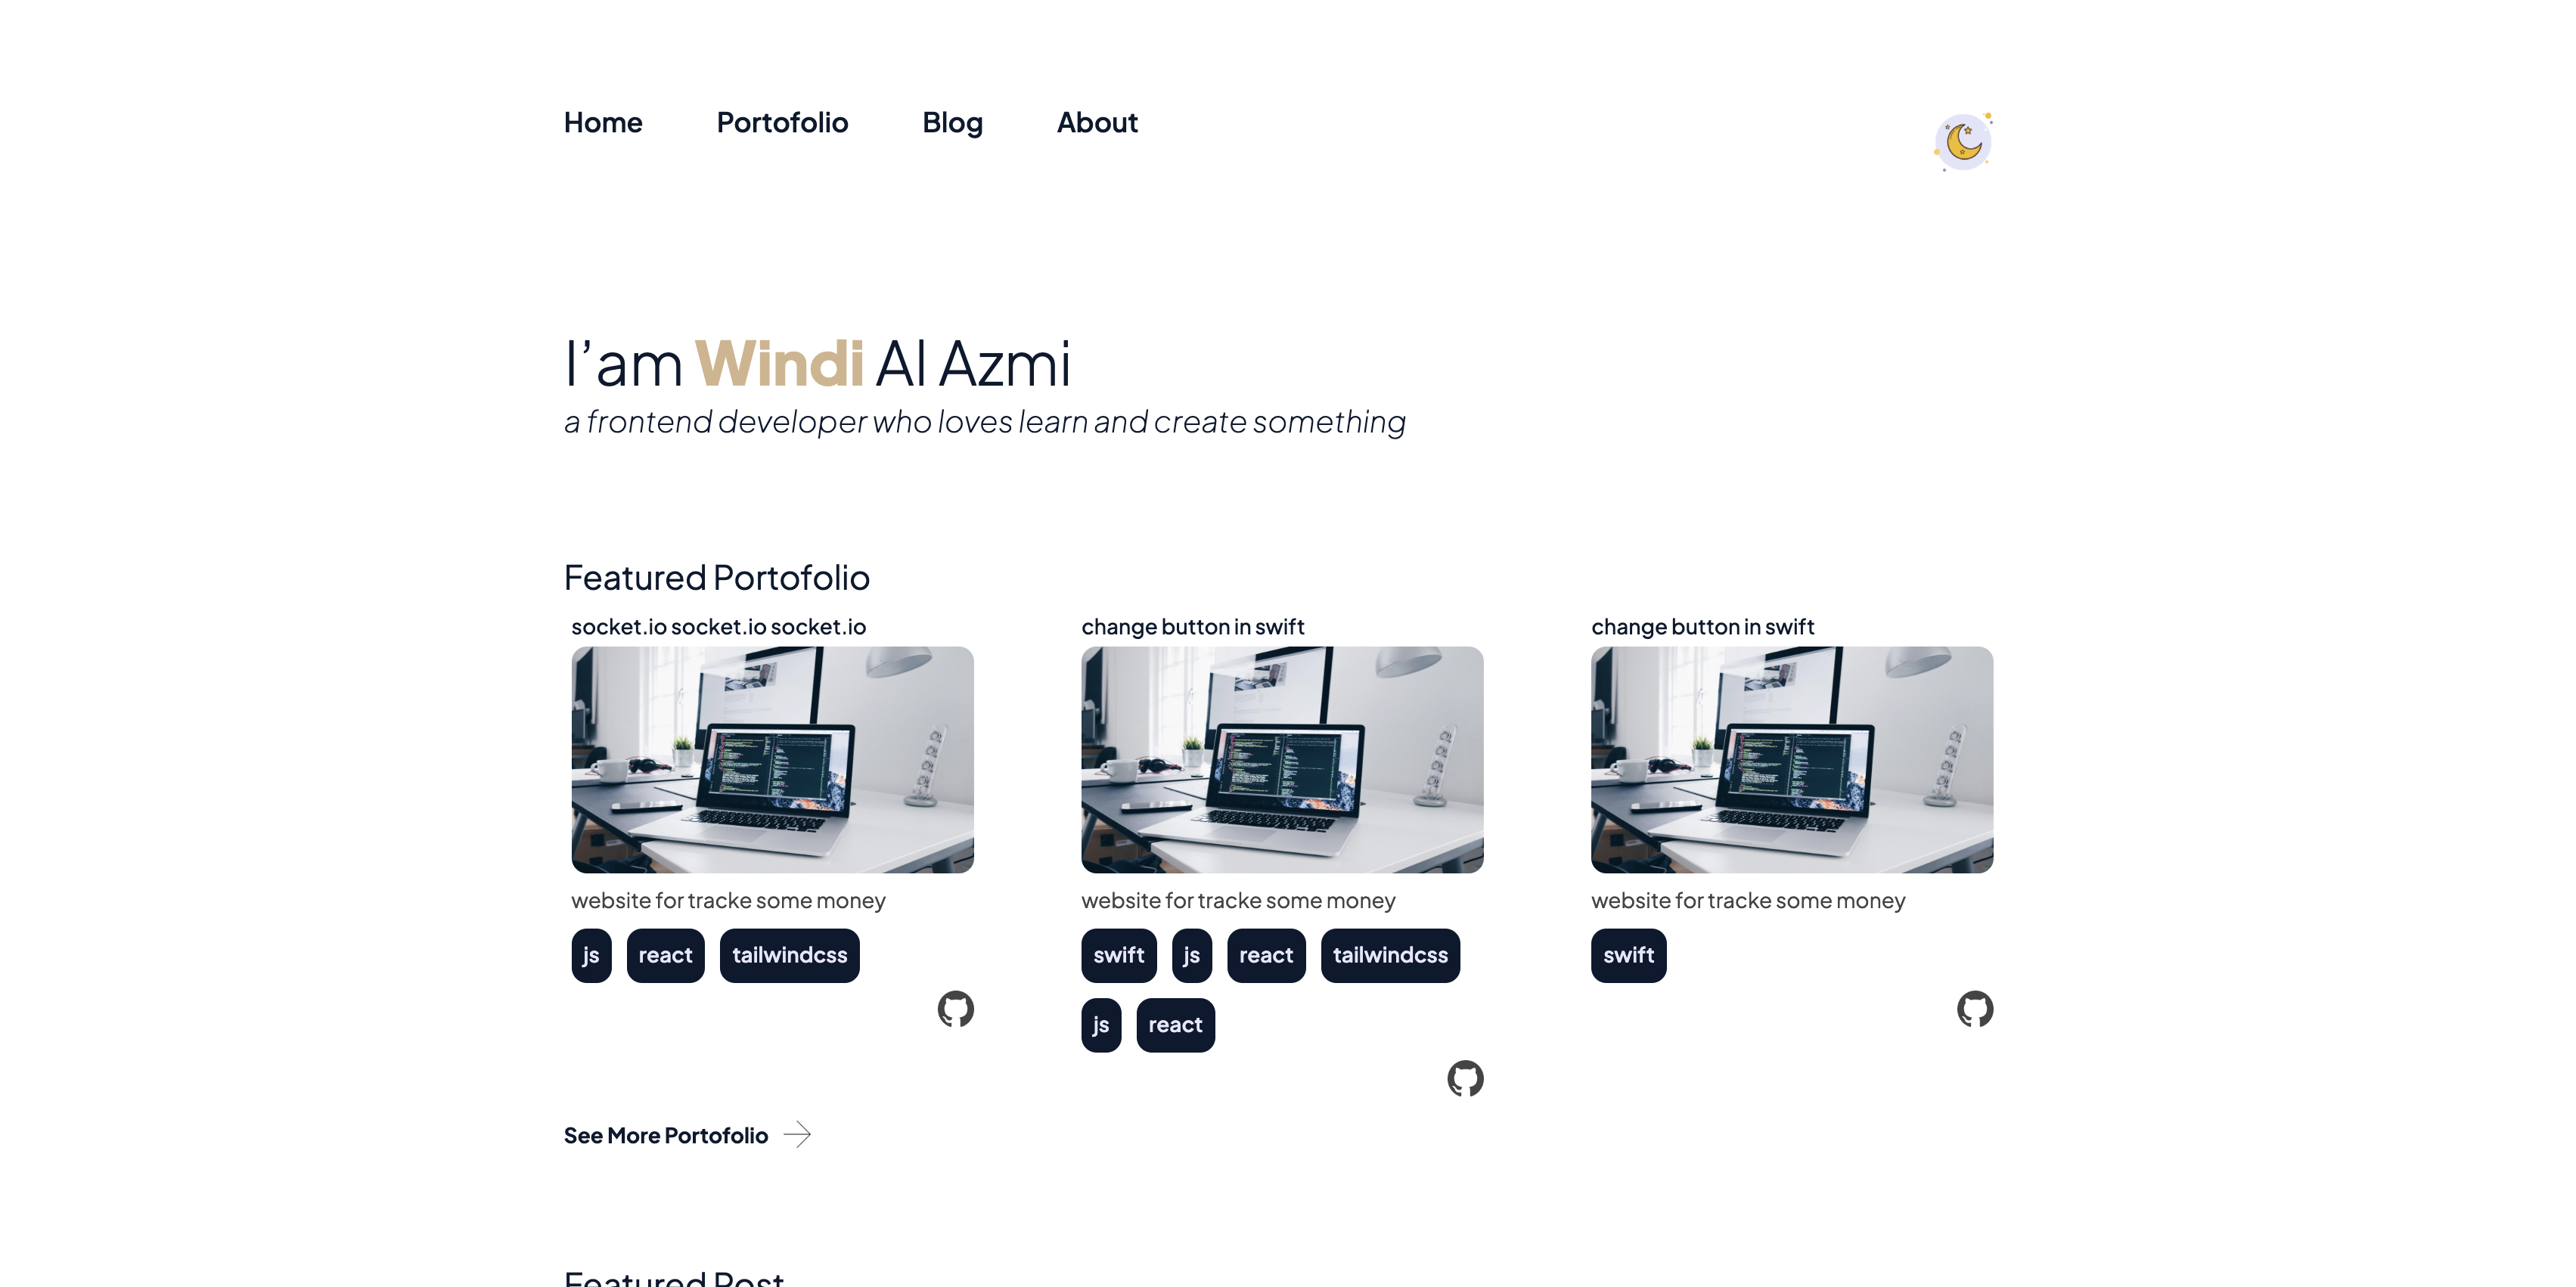 Home Portofolio Blog About
I’am Windi Al Azmi
a frontend developer who loves learn and create something
Featured Portofolio
socket.io socket.io socket.io
website for tracke some money
js react tailwindcss
change button in swift
website for tracke some money
swift js react tailwindcss
js react
change button in swift
website for tracke some money
swift
See More Portofolio
Featured Post